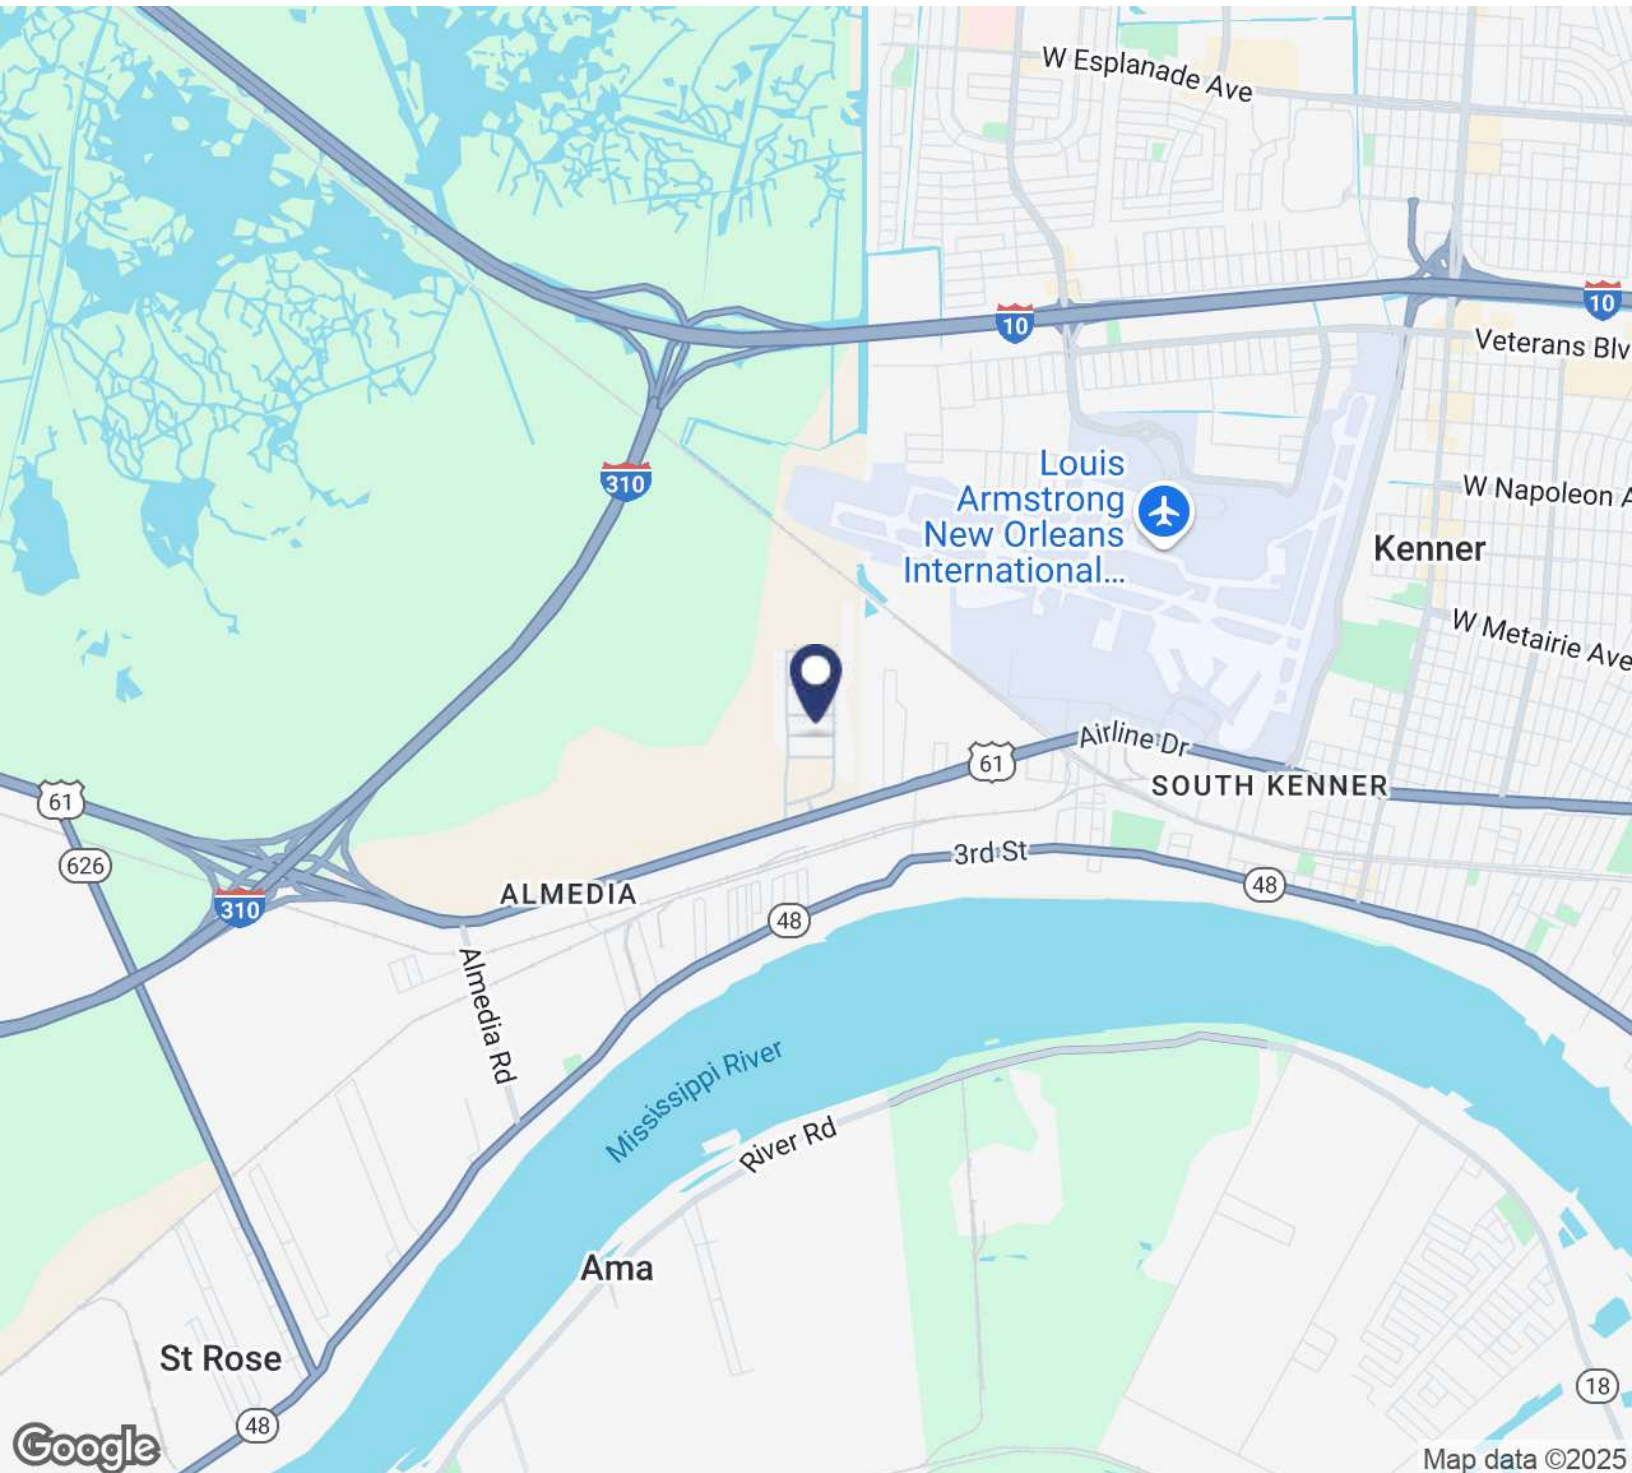 W Esplanade Ave
10
10
Veterans Blv
310
Louis
Armstrong
New Orleans
International...
W Napoleon A
Kenner
W Metairie Ave
61
Airline Dr
61
SOUTH KENNER
626
3rd St
310
ALMEDIA
48
48
Almedia Rd
Mississippi River
River Rd
Ama
St Rose
18
48
Google
Map data ©2025